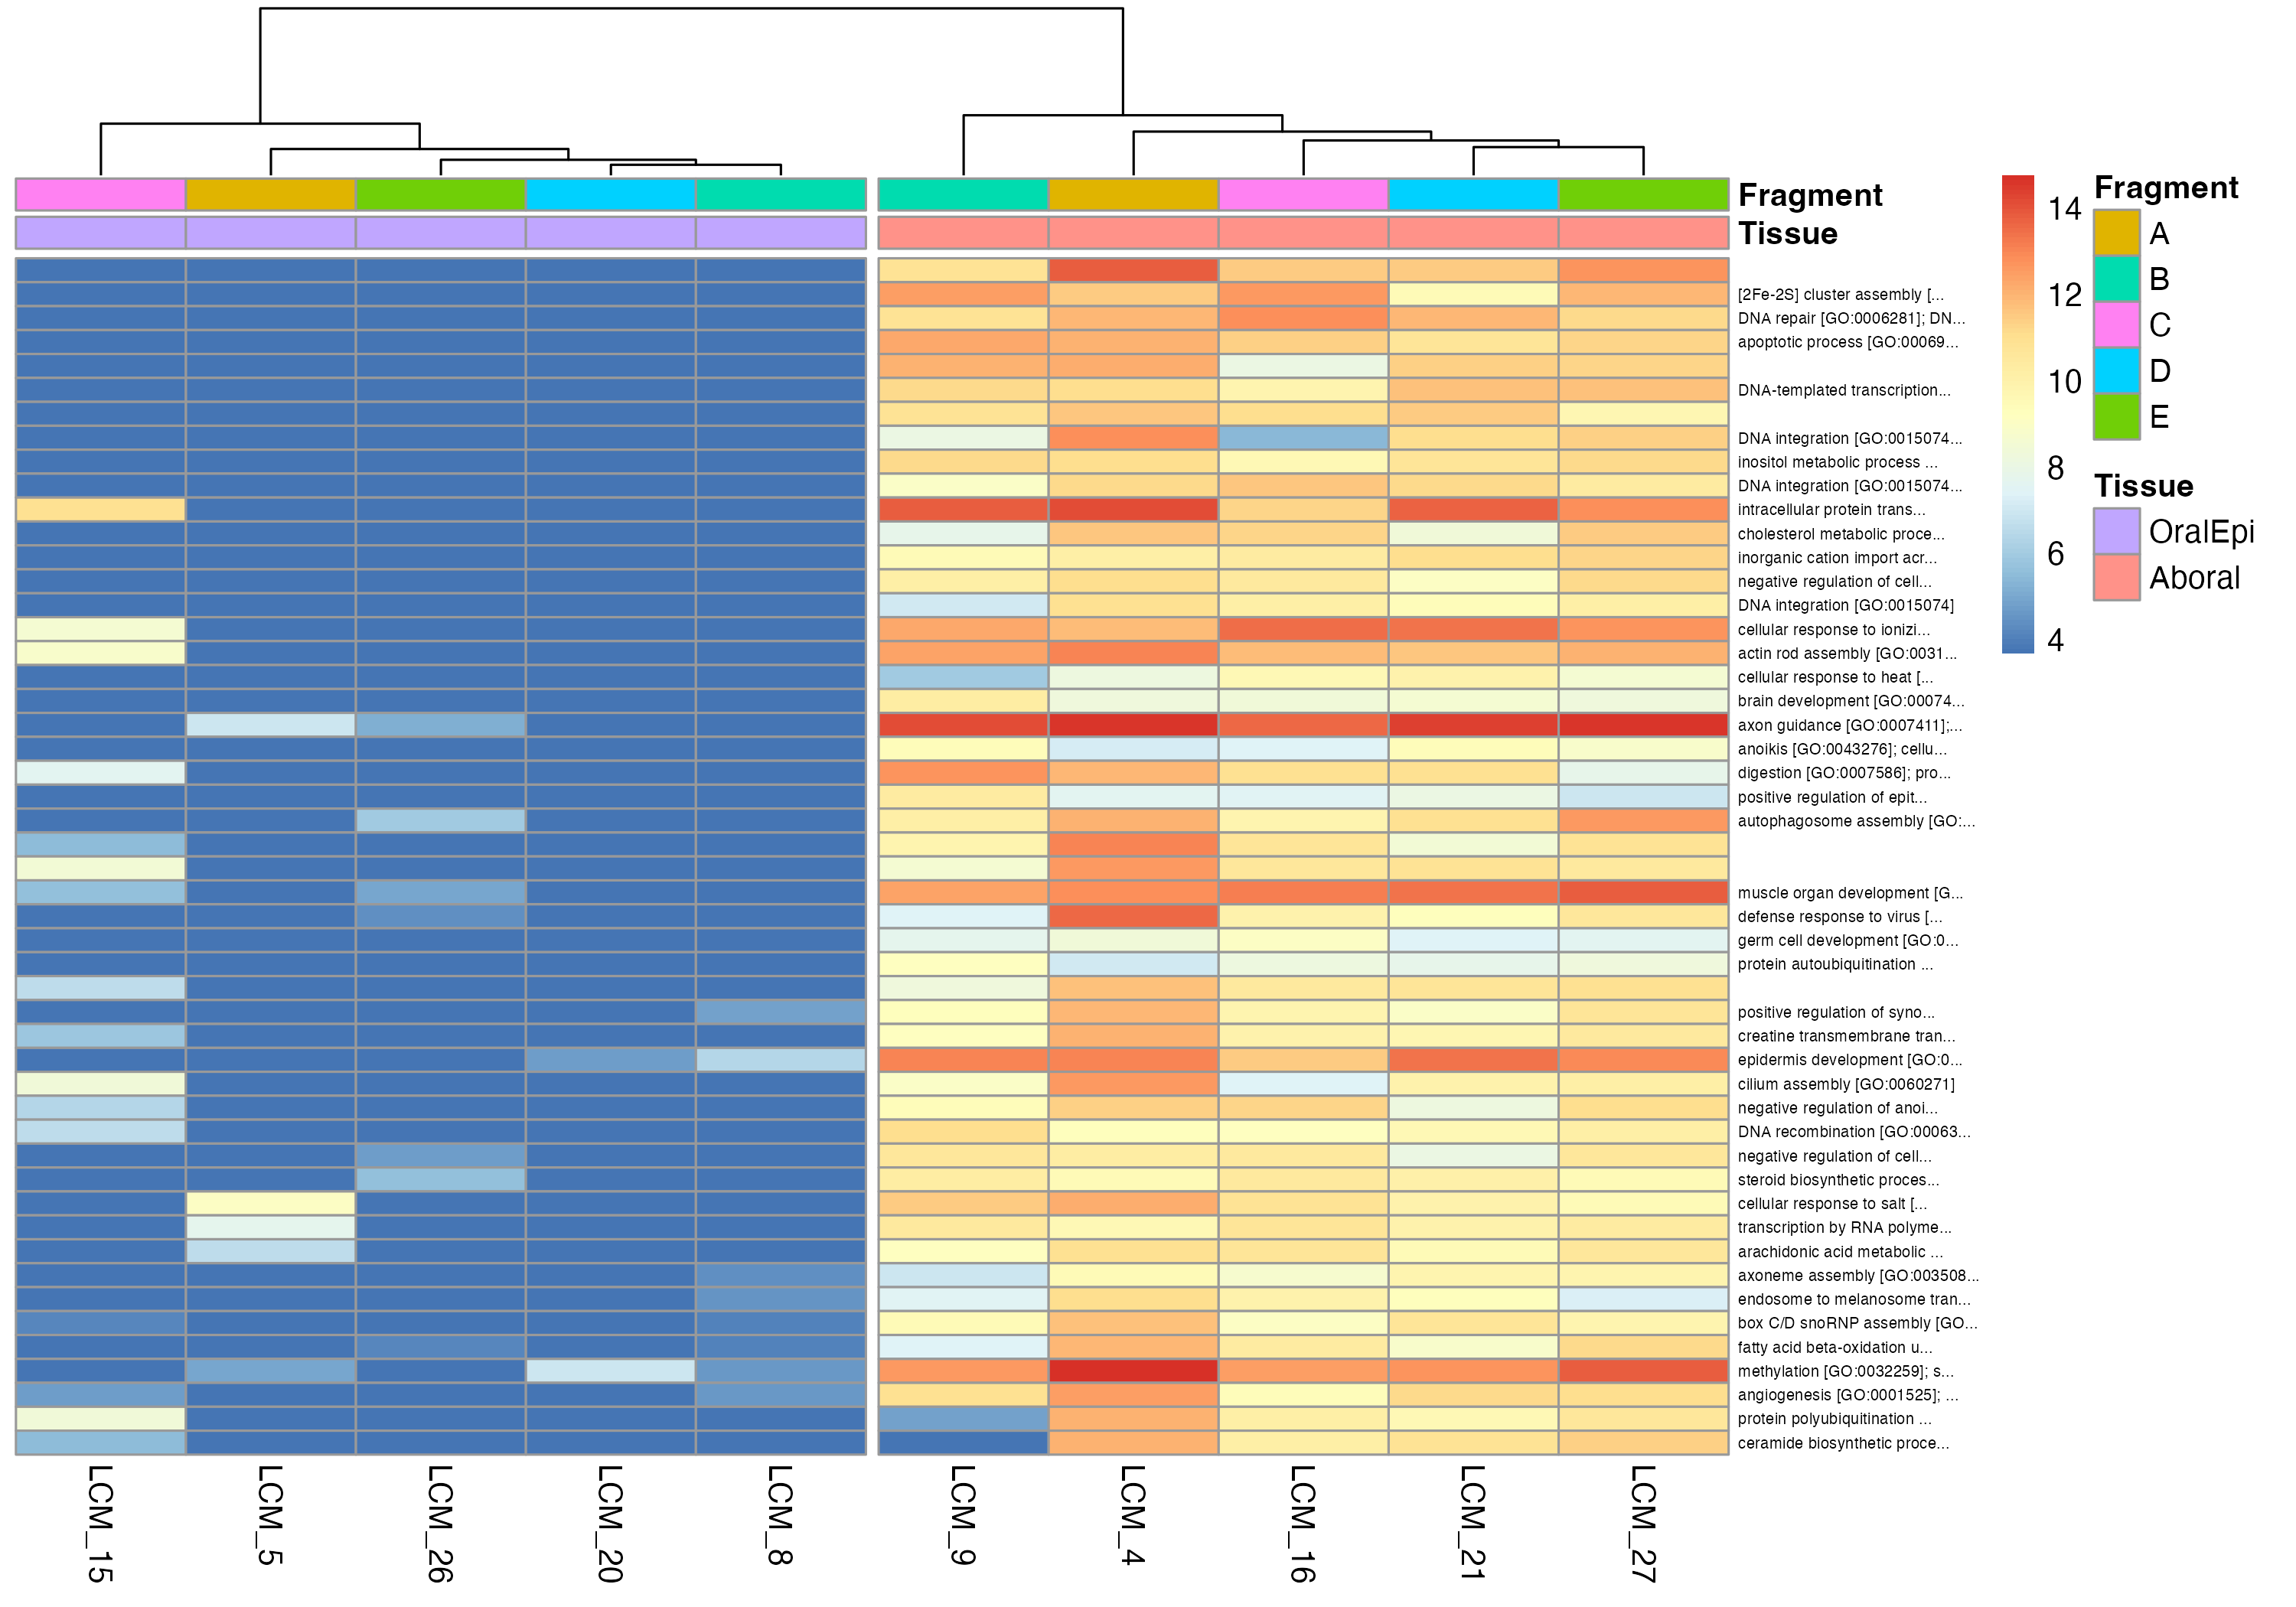 Fragment
Tissue
[2Fe-2S] cluster assembly [...
DNA repair [GO:0006281]; DN...
apoptotic process [GO:00069...
DNA-templated transcription...
DNA integration [GO:0015074...
inositol metabolic process ...
DNA integration [GO:0015074...
intracellular protein trans...
cholesterol metabolic proce...
inorganic cation import acr...
negative regulation of cell...
DNA integration [GO:0015074]
cellular response to ionizi...
actin rod assembly [GO:0031...
cellular response to heat [...
brain development [GO:00074...
axon guidance [GO:0007411];...
anoikis [GO:0043276]; cellu...
digestion [GO:0007586]; pro...
positive regulation of epit...
autophagosome assembly [GO:...
muscle organ development [G...
defense response to virus [...
germ cell development [GO:0...
protein autoubiquitination ...
positive regulation of syno...
creatine transmembrane tran...
epidermis development [GO:0...
cilium assembly [GO:0060271]
negative regulation of anoi...
DNA recombination [GO:00063...
negative regulation of cell...
steroid biosynthetic proces...
cellular response to salt [...
transcription by RNA polyme...
arachidonic acid metabolic ...
axoneme assembly [GO:003508...
endosome to melanosome tran...
box C/D snoRNP assembly [GO...
fatty acid beta-oxidation u...
methylation [GO:0032259]; s...
angiogenesis [GO:0001525]; ...
protein polyubiquitination ...
ceramide biosynthetic proce...
LCM_15
LCM_5
LCM_26
LCM_20
LCM_8
LCM_9
LCM_4
LCM_16
LCM_21
LCM_27
14
12
10
8
6
4
Fragment
A
B
C
D
E
Tissue
OralEpi
Aboral